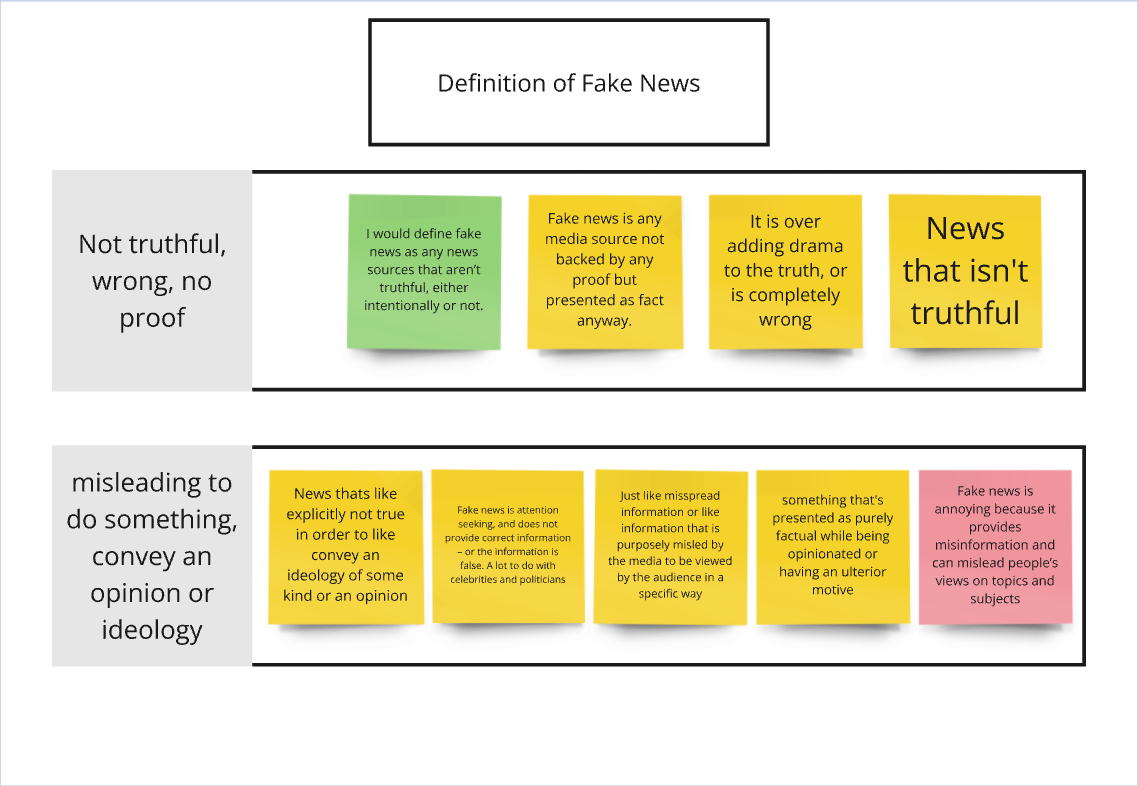 Definition of Fake News
Not truthful,
wrong, no
proof
I would define fake
news as any news
sources that aren’t
truthful, either
intentionally or not.
Fake news is any
media source not
backed by any
proof but
presented as fact
anyway.
It is over
adding drama
to the truth, or
is completely
wrong
News
that isn't
truthful
misleading to
do something,
convey an
opinion or
ideology
News thats like
explicitly not true
in order to like
convey an
ideology of some
kind or an opinion
Fake news is attention
seeking, and does not
provide correct information
– or the information is
false. A lot to do with
celebrities and politicians
Just like misspread
information or like
information that is
purposely misled by
the media to be viewed
by the audience in a
specific way
something that's
presented as purely
factual while being
opinionated or
having an ulterior
motive
Fake news is
annoying because it
provides
misinformation and
can mislead people’s
views on topics and
subjects